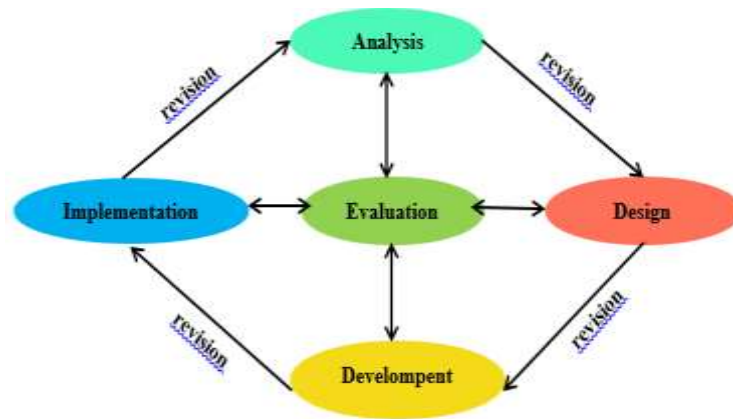 Analysis
revision
revision
Implementation
Evaluation
Design
revision
revision
Develompent